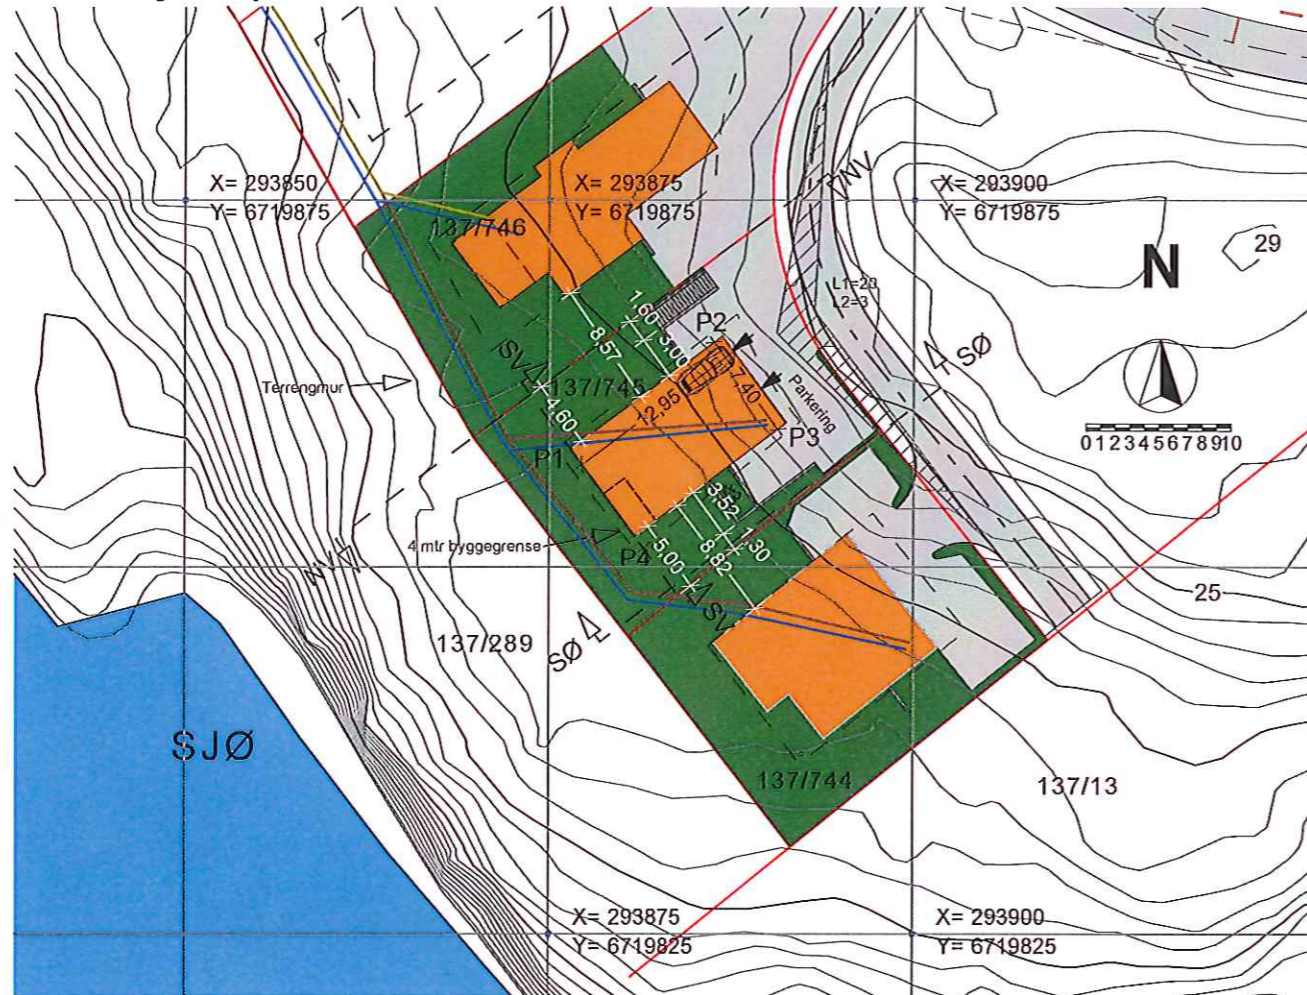 X= 293850
Y= 6719875
X= 293875
Y= 6719875
X= 293900
Y= 6719875
NV
137/746
29
N
L1=20
L2=3
1,60
P2
3,00
8,57
SV
SØ
Terrengmur
137/745
7,40
12,95
Parkering
4,60
P3
0 1 2 3 4 5 6 7 8 9 10
P1
3,52
4 mtr byggegrense
1,30
P4
5,00
8,82
NV
25
SV
137/289
SØ
SJØ
137/744
137/13
X= 293875
Y= 6719825
X= 293900
Y= 6719825